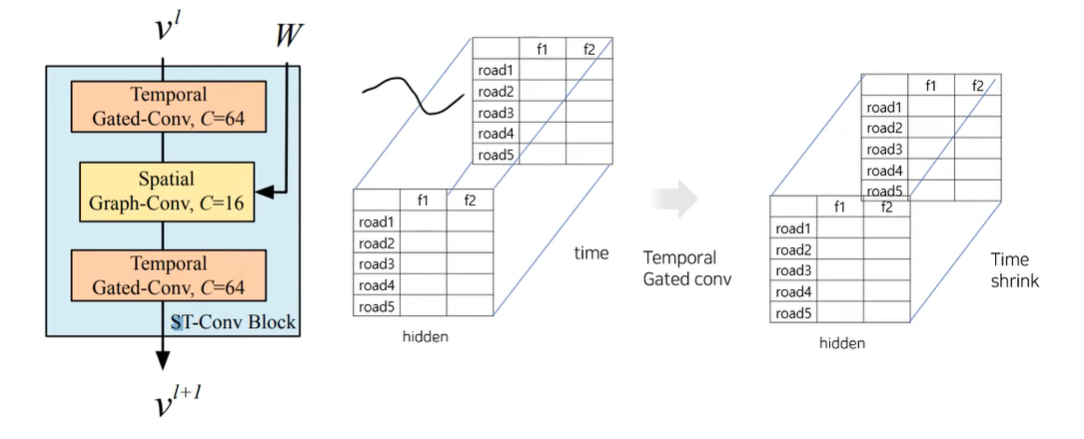 v^l
W
Temporal
Gated-Conv, C=64
Spatial
Graph-Conv, C=16
Temporal
Gated-Conv, C=64
ST-Conv Block
v^{l+1}
f1 f2
road1
road2
road3
road4
road5
f1 f2
road1
road2
road3
road4
road5
hidden
time
Temporal
Gated conv
f1 f2
road1
road2
road3
road4
road5
f1 f2
road1
road2
road3
road4
road5
hidden
Time
shrink